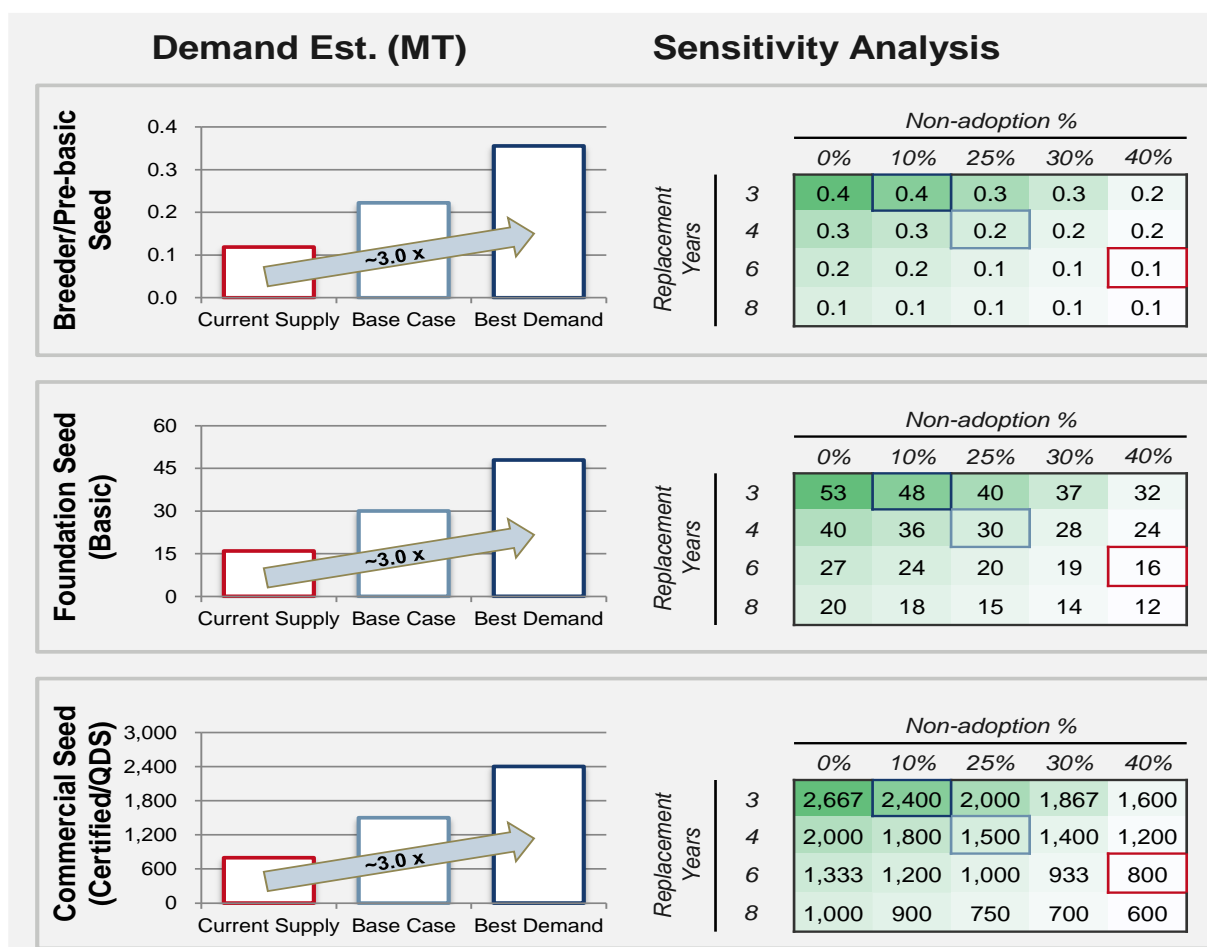 Demand Est. (MT)
Sensitivity Analysis
Breeder/Pre-basic
Seed
0.4
0.3
0.2
0.1
0.0
~3.0 x
Current Supply Base Case Best Demand
Non-adoption %
0% 10% 25% 30% 40%
Replacement
Years
3 0.4 0.4 0.3 0.3 0.2
4 0.3 0.3 0.2 0.2 0.2
6 0.2 0.2 0.1 0.1 0.1
8 0.1 0.1 0.1 0.1 0.1
Foundation Seed
(Basic)
60
45
30
15
0
~3.0 x
Current Supply Base Case Best Demand
Non-adoption %
0% 10% 25% 30% 40%
Replacement
Years
3 53 48 40 37 32
4 40 36 30 28 24
6 27 24 20 19 16
8 20 18 15 14 12
Commercial Seed
(Certified/QDS)
3,000
2,400
1,800
1,200
600
0
~3.0 x
Current Supply Base Case Best Demand
Non-adoption %
0% 10% 25% 30% 40%
Replacement
Years
3 2,667 2,400 2,000 1,867 1,600
4 2,000 1,800 1,500 1,400 1,200
6 1,333 1,200 1,000 933 800
8 1,000 900 750 700 600